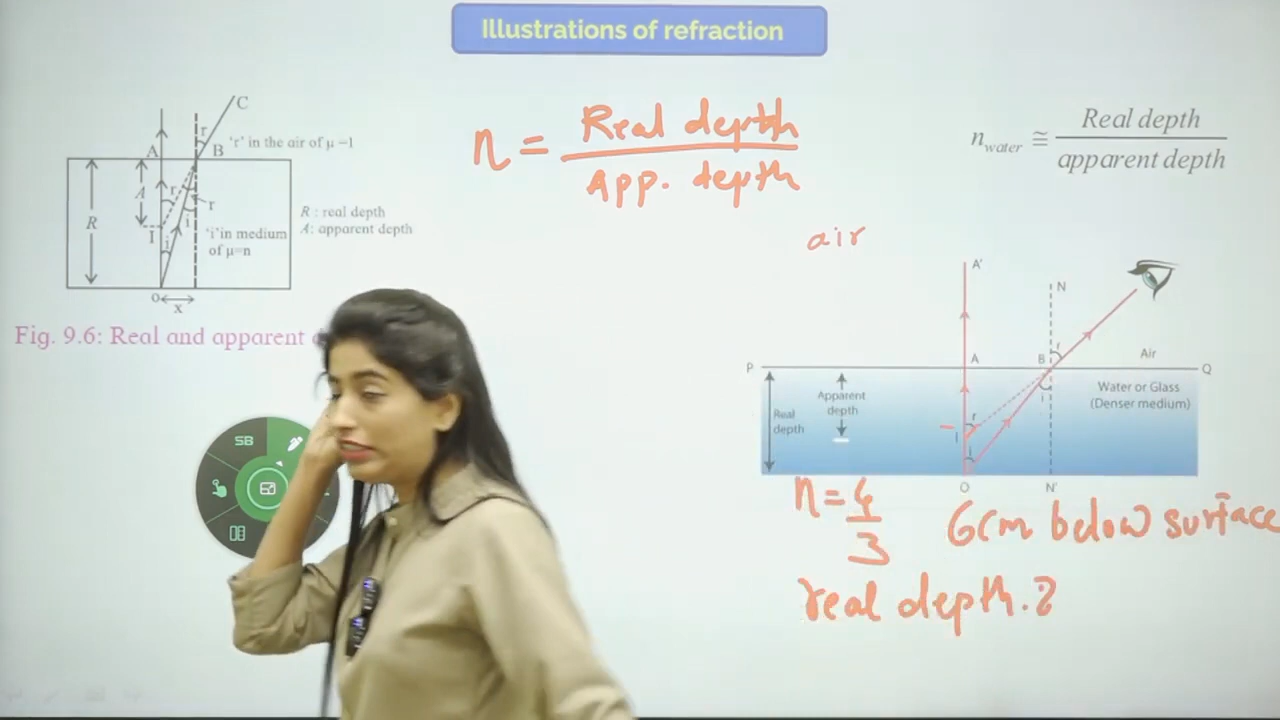 Illustrations of refraction
C
r
'r' in the air of μ =1
A
B
A
r
r
R
i
I
'i' in medium
of μ=n
i
R : real depth
A: apparent depth
O
x
Fig. 9.6: Real and apparent
n = Real depth
App. depth
n water ≅ Real depth
apparent depth
air
A'
N
r
P
A
B
Air
Q
Apparent
depth
i
Water or Glass
(Denser medium)
Real
depth
r
I
i
O
N'
SB
n = 4
3
6cm below surface
real depth.?